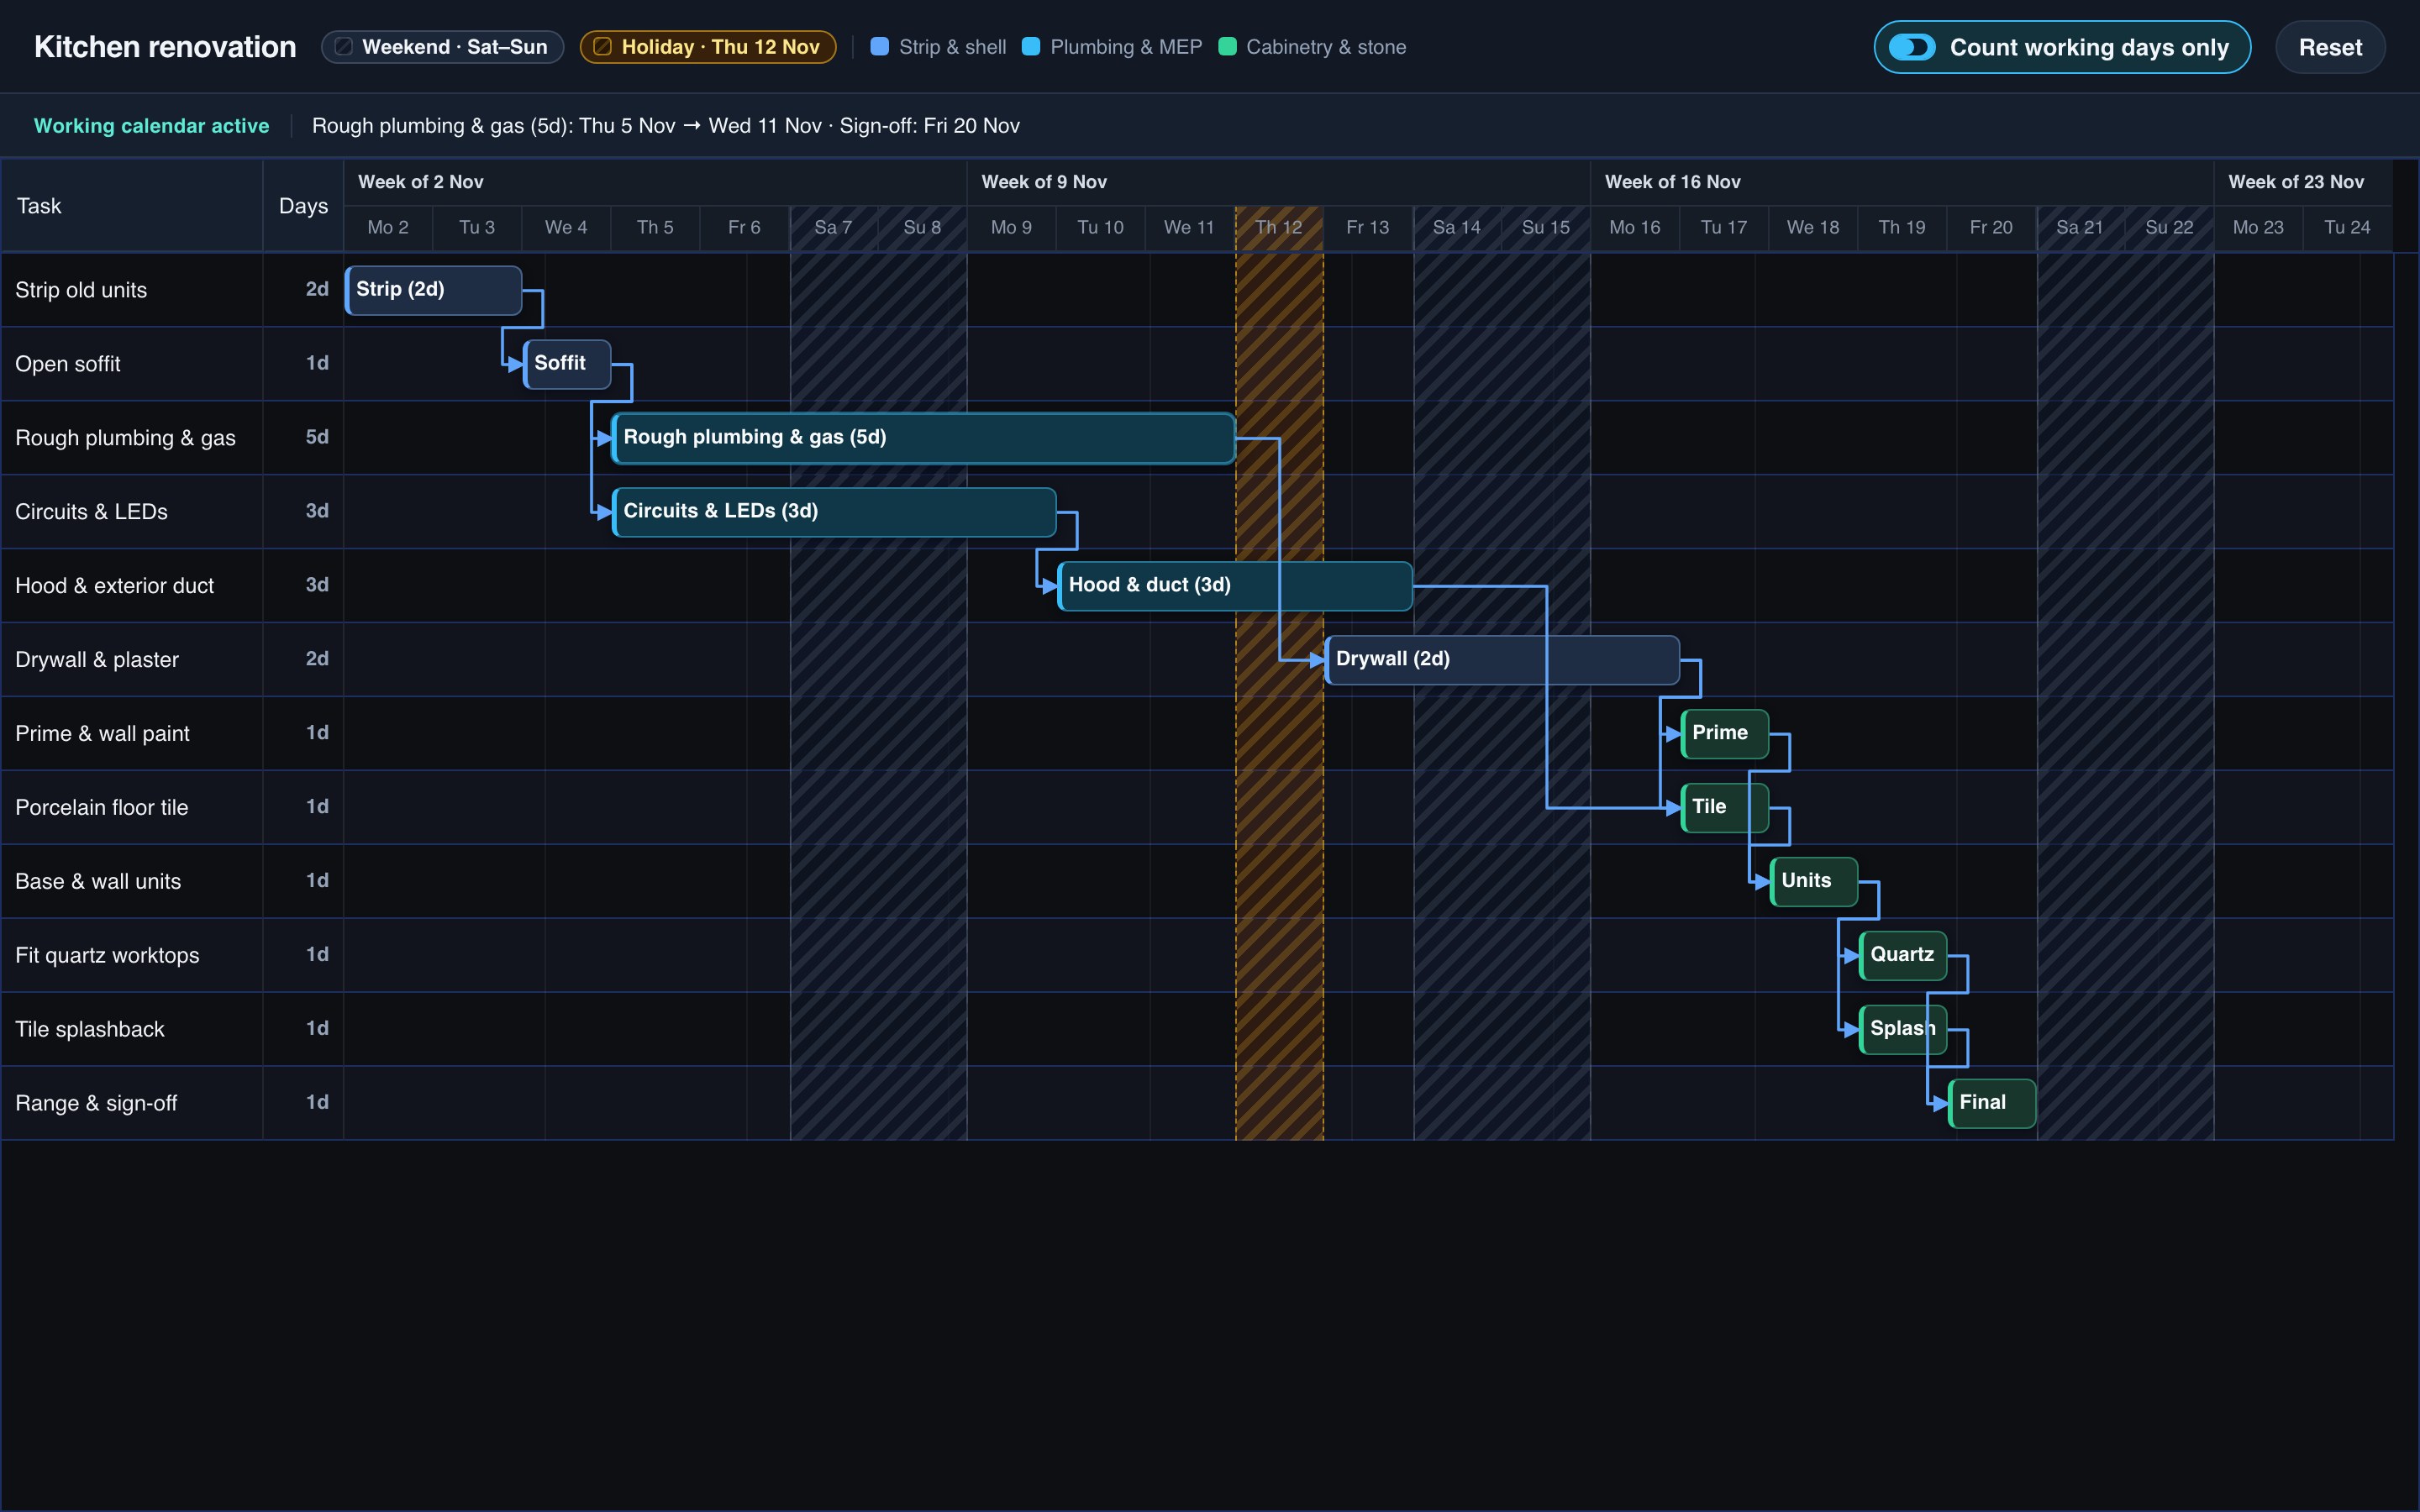 Kitchen renovation
Weekend · Sat–Sun
Holiday · Thu 12 Nov
Strip & shell
Plumbing & MEP
Cabinetry & stone
Count working days only
Reset
Working calendar active
Rough plumbing & gas (5d): Thu 5 Nov → Wed 11 Nov · Sign-off: Fri 20 Nov
Task
Days
Week of 2 Nov
Week of 9 Nov
Week of 16 Nov
Week of 23 Nov
Mo 2
Tu 3
We 4
Th 5
Fr 6
Sa 7
Su 8
Mo 9
Tu 10
We 11
Th 12
Fr 13
Sa 14
Su 15
Mo 16
Tu 17
We 18
Th 19
Fr 20
Sa 21
Su 22
Mo 23
Tu 24
Strip old units
2d
Strip (2d)
Open soffit
1d
Soffit
Rough plumbing & gas
5d
Rough plumbing & gas (5d)
Circuits & LEDs
3d
Circuits & LEDs (3d)
Hood & exterior duct
3d
Hood & duct (3d)
Drywall & plaster
2d
Drywall (2d)
Prime & wall paint
1d
Prime
Porcelain floor tile
1d
Tile
Base & wall units
1d
Units
Fit quartz worktops
1d
Quartz
Tile splashback
1d
Splash
Range & sign-off
1d
Final